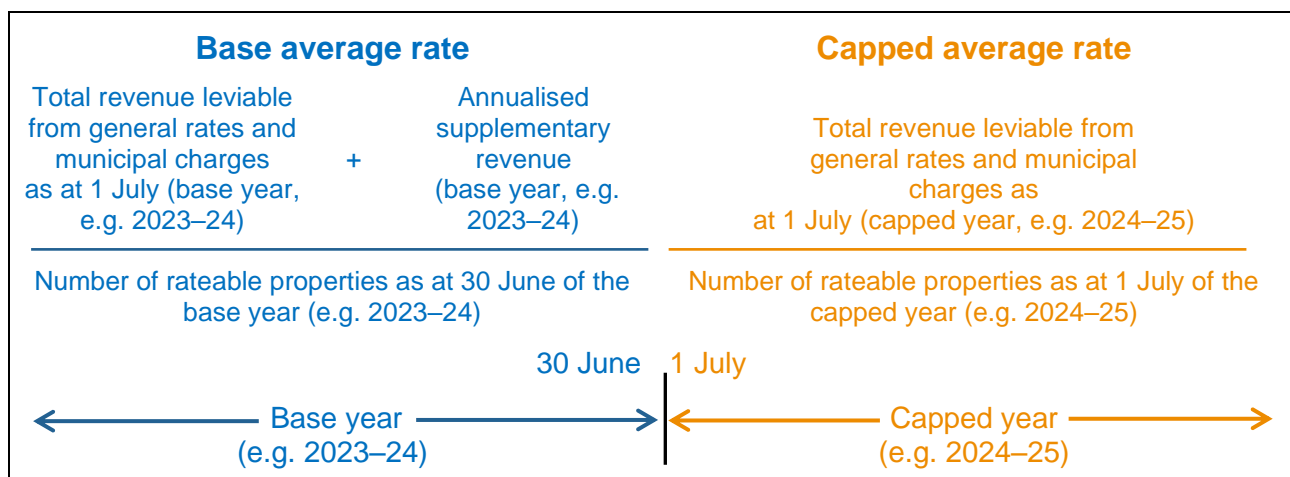 Base average rate
Total revenue leviable
from general rates and
municipal charges
as at 1 July (base year,
e.g. 2023–24)
+
Annualised
supplementary
revenue
(base year, e.g.
2023–24)
Number of rateable properties as at 30 June of the
base year (e.g. 2023–24)
Capped average rate
Total revenue leviable from
general rates and municipal
charges as
at 1 July (capped year, e.g. 2024–25)
Number of rateable properties as at 1 July of the
capped year (e.g. 2024–25)
30 June
1 July
Base year
(e.g. 2023–24)
Capped year
(e.g. 2024–25)